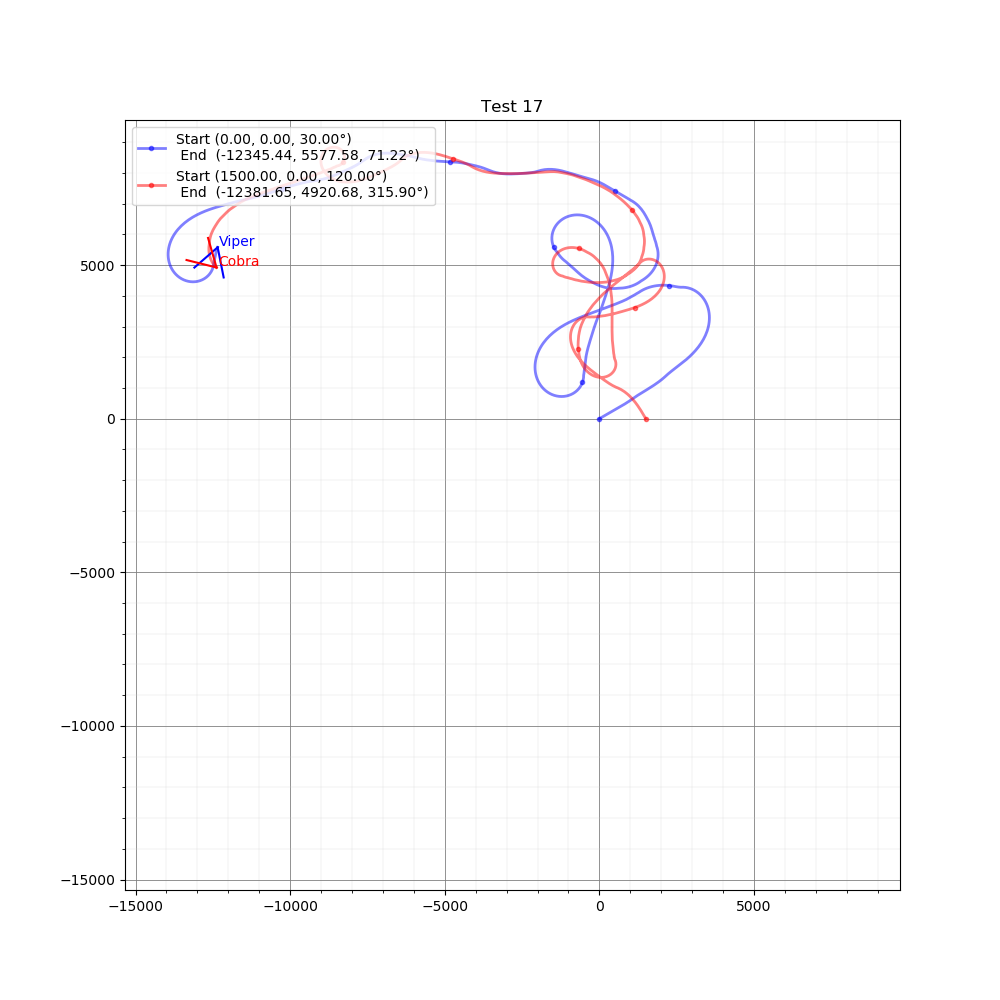 Test 17
Start (0.00, 0.00, 30.00°)
End  (-12345.44, 5577.58, 71.22°)
Start (1500.00, 0.00, 120.00°)
End  (-12381.65, 4920.68, 315.90°)
Viper
Cobra
5000
0
−5000
−10000
−15000
−15000
−10000
−5000
0
5000